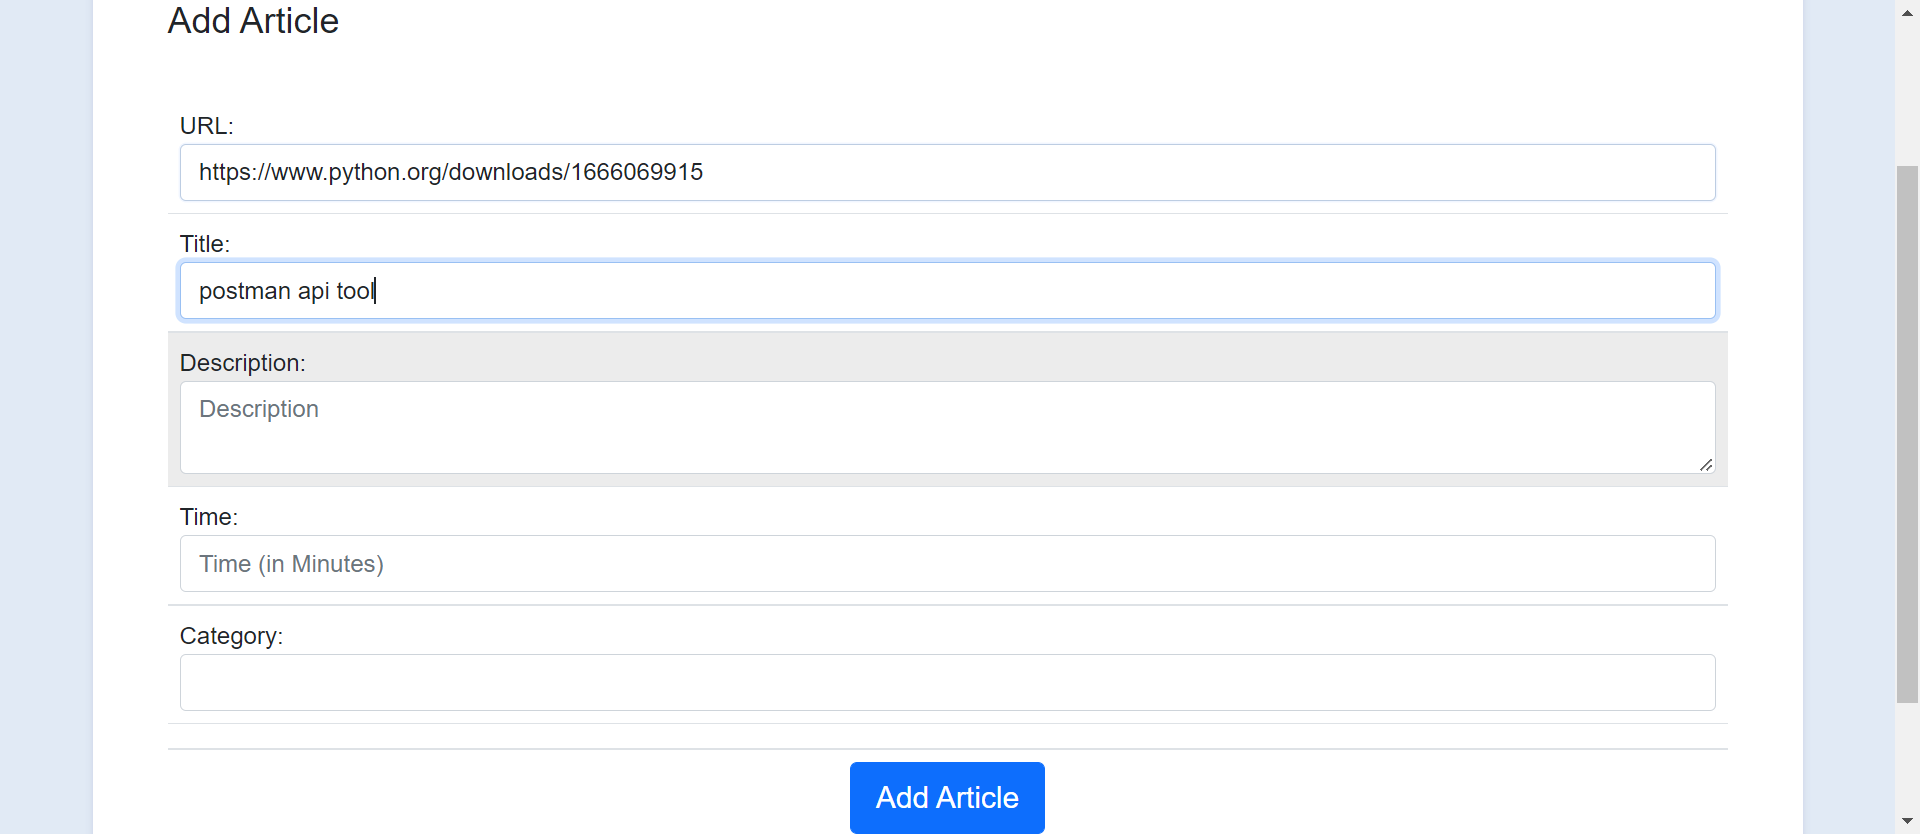 Add Article
URL:
https://www.python.org/downloads/1666069915
Title:
postman api tool
Description:
Description
Time:
Time (in Minutes)
Category:
Add Article